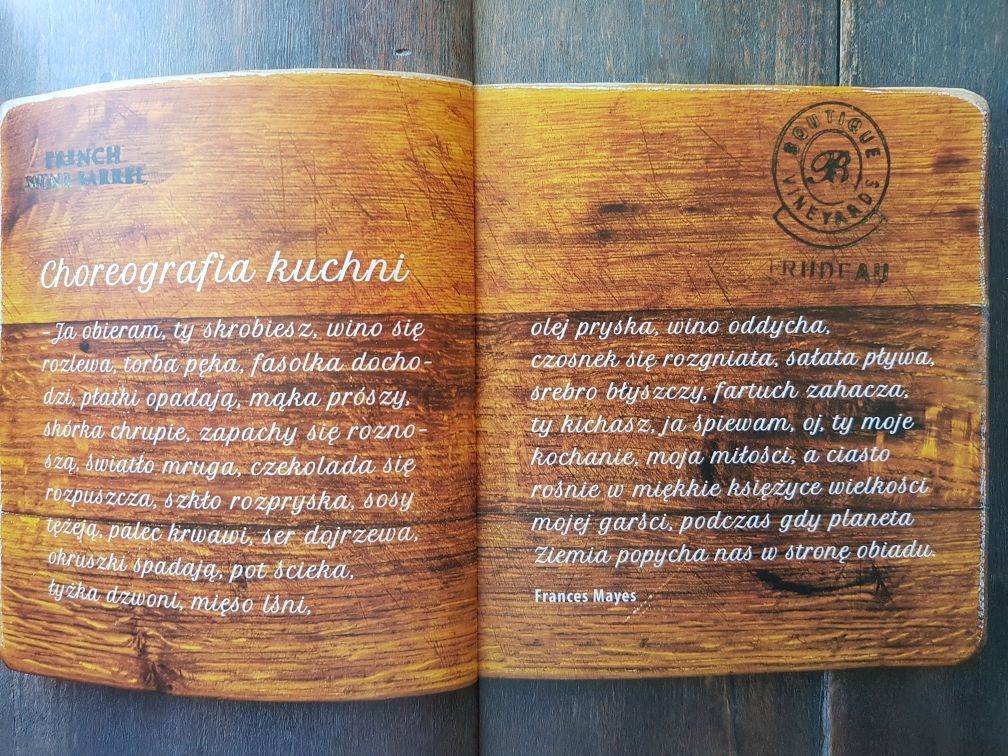 FRENCH
WINE BARREL
Choreografia kuchni
–Ja obieram, ty skrobiesz, wino się
rozlewa, torba pęka, fasolka docho-
dzi, płatki opadają, mąka prószy,
skórka chrupie, zapachy się rozno-
szą, światło mruga, czekolada się
rozpuszcza, szkło rozpryska, sosy
tężeją, palec krwawi, ser dojrzewa,
okruszki spadają, pot ścieka,
łyżka dzwoni, mięso lśni,
BOUTIQUE
B
VINEYARDS
TRUDEAU
olej pryska, wino oddycha,
czosnek się rozgniata, sałata pływa,
srebro błyszczy, fartuch zahacza,
ty kichasz, ja śpiewam, oj, ty moje
kochanie, moja miłości, a ciasto
rośnie w miękkie księżyce wielkości
mojej garści, podczas gdy planeta
Ziemia popycha nas w stronę obiadu.
Frances Mayes